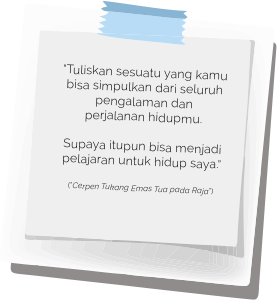 "Tuliskan sesuatu yang kamu
bisa simpulkan dari seluruh
pengalaman dan
perjalanan hidupmu.
Supaya itupun bisa menjadi
pelajaran untuk hidup saya."
("Cerpen Tukang Emas Tua pada Raja")